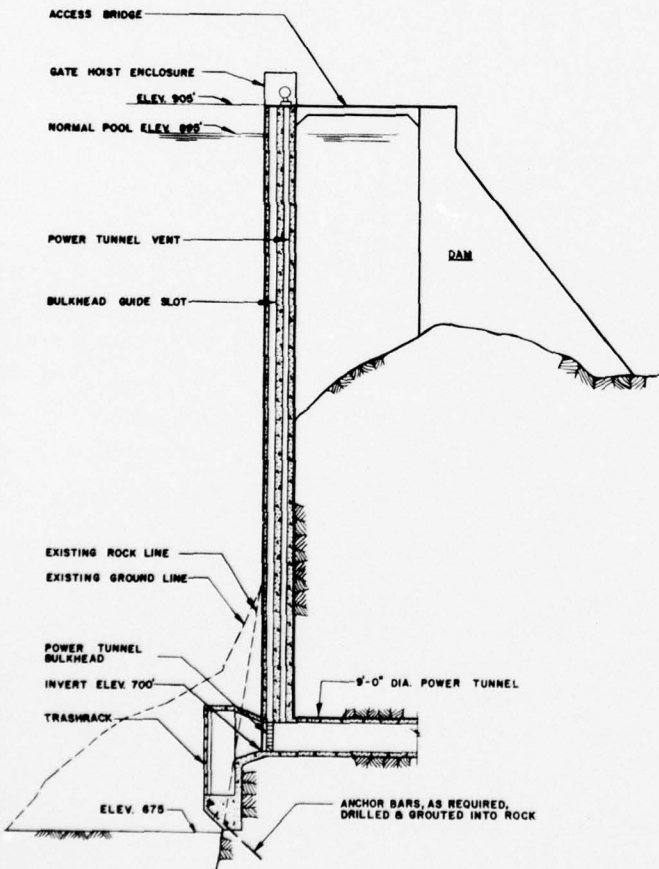 ACCESS BRIDGE
GATE HOIST ENCLOSURE
ELEV. 905'
NORMAL POOL ELEV. 895'
POWER TUNNEL VENT
DAM
BULKHEAD GUIDE SLOT
EXISTING ROCK LINE
EXISTING GROUND LINE
POWER TUNNEL
BULKHEAD
INVERT ELEV. 700'
9'-0" DIA. POWER TUNNEL
TRASHRACK
ELEV. 675
ANCHOR BARS, AS REQUIRED,
DRILLED & GROUTED INTO ROCK